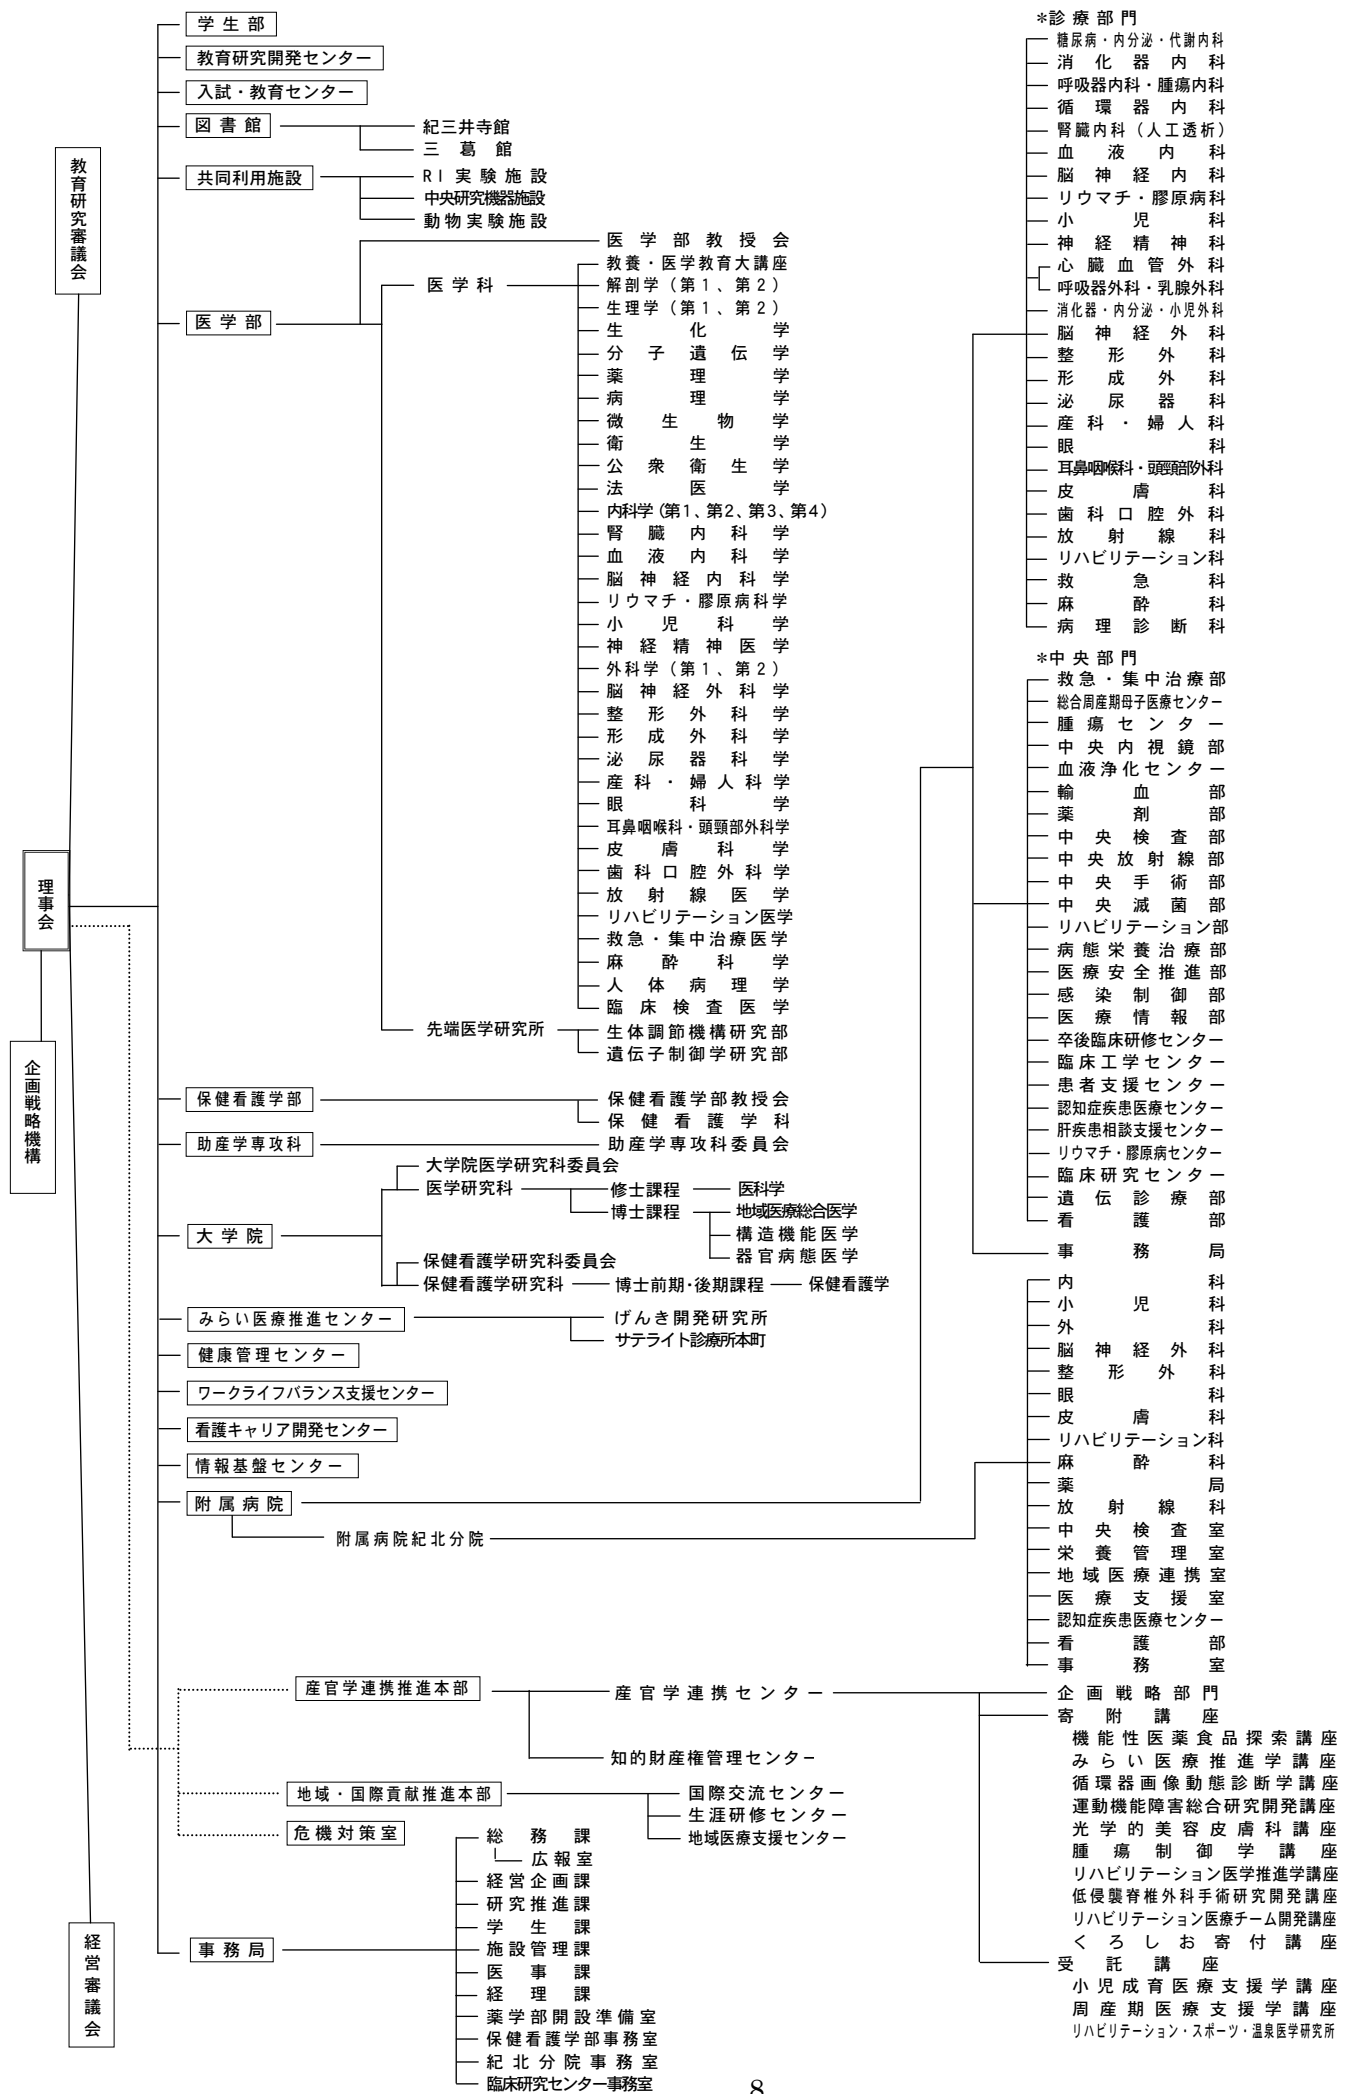 学生部
教育研究開発センター
入試・教育センター
図書館
紀三井寺館
三葛館
共同利用施設
RI実験施設
中央研究機器施設
動物実験施設
教育研究審議会
理事会
企画戦略機構
経営審議会
医学部
医学部教授会
医学科
教養・医学教育大講座
解剖学(第1、第2)
生理学(第1、第2)
生化学
分子遺伝学
薬理学
病理学
微生物学
衛生学
公衆衛生学
法医学
内科学(第1、第2、第3、第4)
腎臓内科学
血液内科学
脳神経内科学
リウマチ・膠原病科学
小児科学
神経精神医学
外科学(第1、第2)
脳神経外科学
整形外科学
形成外科学
泌尿器科学
産科・婦人科学
眼科学
耳鼻咽喉科・頭頸部外科学
皮膚科学
歯科口腔外科学
放射線医学
リハビリテーション医学
救急・集中治療医学
麻酔科学
人体病理学
臨床検査医学
先端医学研究所
生体調節機構研究部
遺伝子制御学研究部
保健看護学部
保健看護学部教授会
保健看護学科
助産学専攻科
助産学専攻科委員会
大学院
大学院医学研究科委員会
医学研究科
修士課程
医科学
博士課程
地域医療総合医学
構造機能医学
器官病態医学
保健看護学研究科委員会
保健看護学研究科
博士前期・後期課程
保健看護学
みらい医療推進センター
げんき開発研究所
サテライト診療所本町
健康管理センター
ワークライフバランス支援センター
看護キャリア開発センター
情報基盤センター
附属病院
附属病院紀北分院
*診療部門
糖尿病・内分泌・代謝内科
消化器内科
呼吸器内科・腫瘍内科
循環器内科
腎臓内科(人工透析)
血液内科
脳神経内科
リウマチ・膠原病科
小児科
神経精神科
心臓血管外科
呼吸器外科・乳腺外科
消化器・内分泌・小児外科
脳神経外科
整形外科
形成外科
泌尿器科
産科・婦人科
眼科
耳鼻咽喉科・頭頸部外科
皮膚科
歯科口腔外科
放射線科
リハビリテーション科
救急科
麻酔科
病理診断科
*中央部門
救急・集中治療部
総合周産期母子医療センター
腫瘍センター
中央内視鏡部
血液浄化センター
輸血部
薬剤部
中央検査部
中央放射線部
中央手術部
中央滅菌部
リハビリテーション部
病態栄養治療部
医療安全推進部
感染制御部
医療情報部
卒後臨床研修センター
臨床工学センター
患者支援センター
認知症疾患医療センター
肝疾患相談支援センター
リウマチ・膠原病センター
臨床研究センター
遺伝診療部
看護部
事務局
内科
小児科
外科
脳神経外科
整形外科
眼科
皮膚科
リハビリテーション科
麻酔科
薬局
放射線科
中央検査室
栄養管理室
地域医療連携室
医療支援室
認知症疾患医療センター
看護部
事務室
産官学連携推進本部
産官学連携センター
知的財産権管理センター
企画戦略部門
寄附講座
機能性医薬食品探索講座
みらい医療推進学講座
循環器画像動態診断学講座
運動機能障害総合研究開発講座
光学的美容皮膚科講座
腫瘍制御学講座
リハビリテーション医学推進学講座
低侵襲脊椎外科手術研究開発講座
リハビリテーション医療チーム開発講座
くろしお寄付講座
受託講座
小児成育医療支援学講座
周産期医療支援学講座
リハビリテーション・スポーツ・温泉医学研究所
地域・国際貢献推進本部
国際交流センター
生涯研修センター
地域医療支援センター
危機対策室
事務局
総務課
広報室
経営企画課
研究推進課
学生課
施設管理課
医事課
経理課
薬学部開設準備室
保健看護学部事務室
紀北分院事務室
臨床研究センター事務室
8